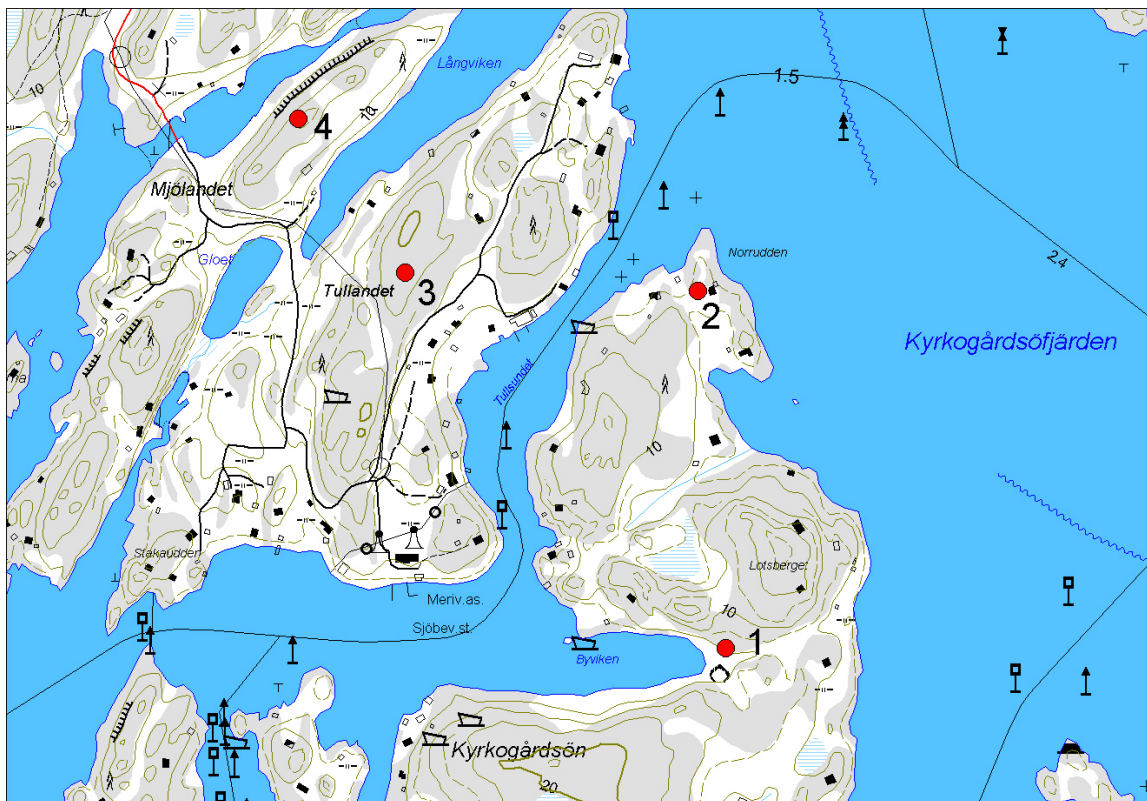 Långviken
1.5
10
10
4
Mjölandet
Norrudden
Gloet
2.4
Tullandet
3
2
Kyrkogårdsöfjärden
Tullsundet
10
Stakaudden
Lotsberget
Meriv.as.
10
Sjöbev.st.
1
Byviken
Kyrkogårdsön
20